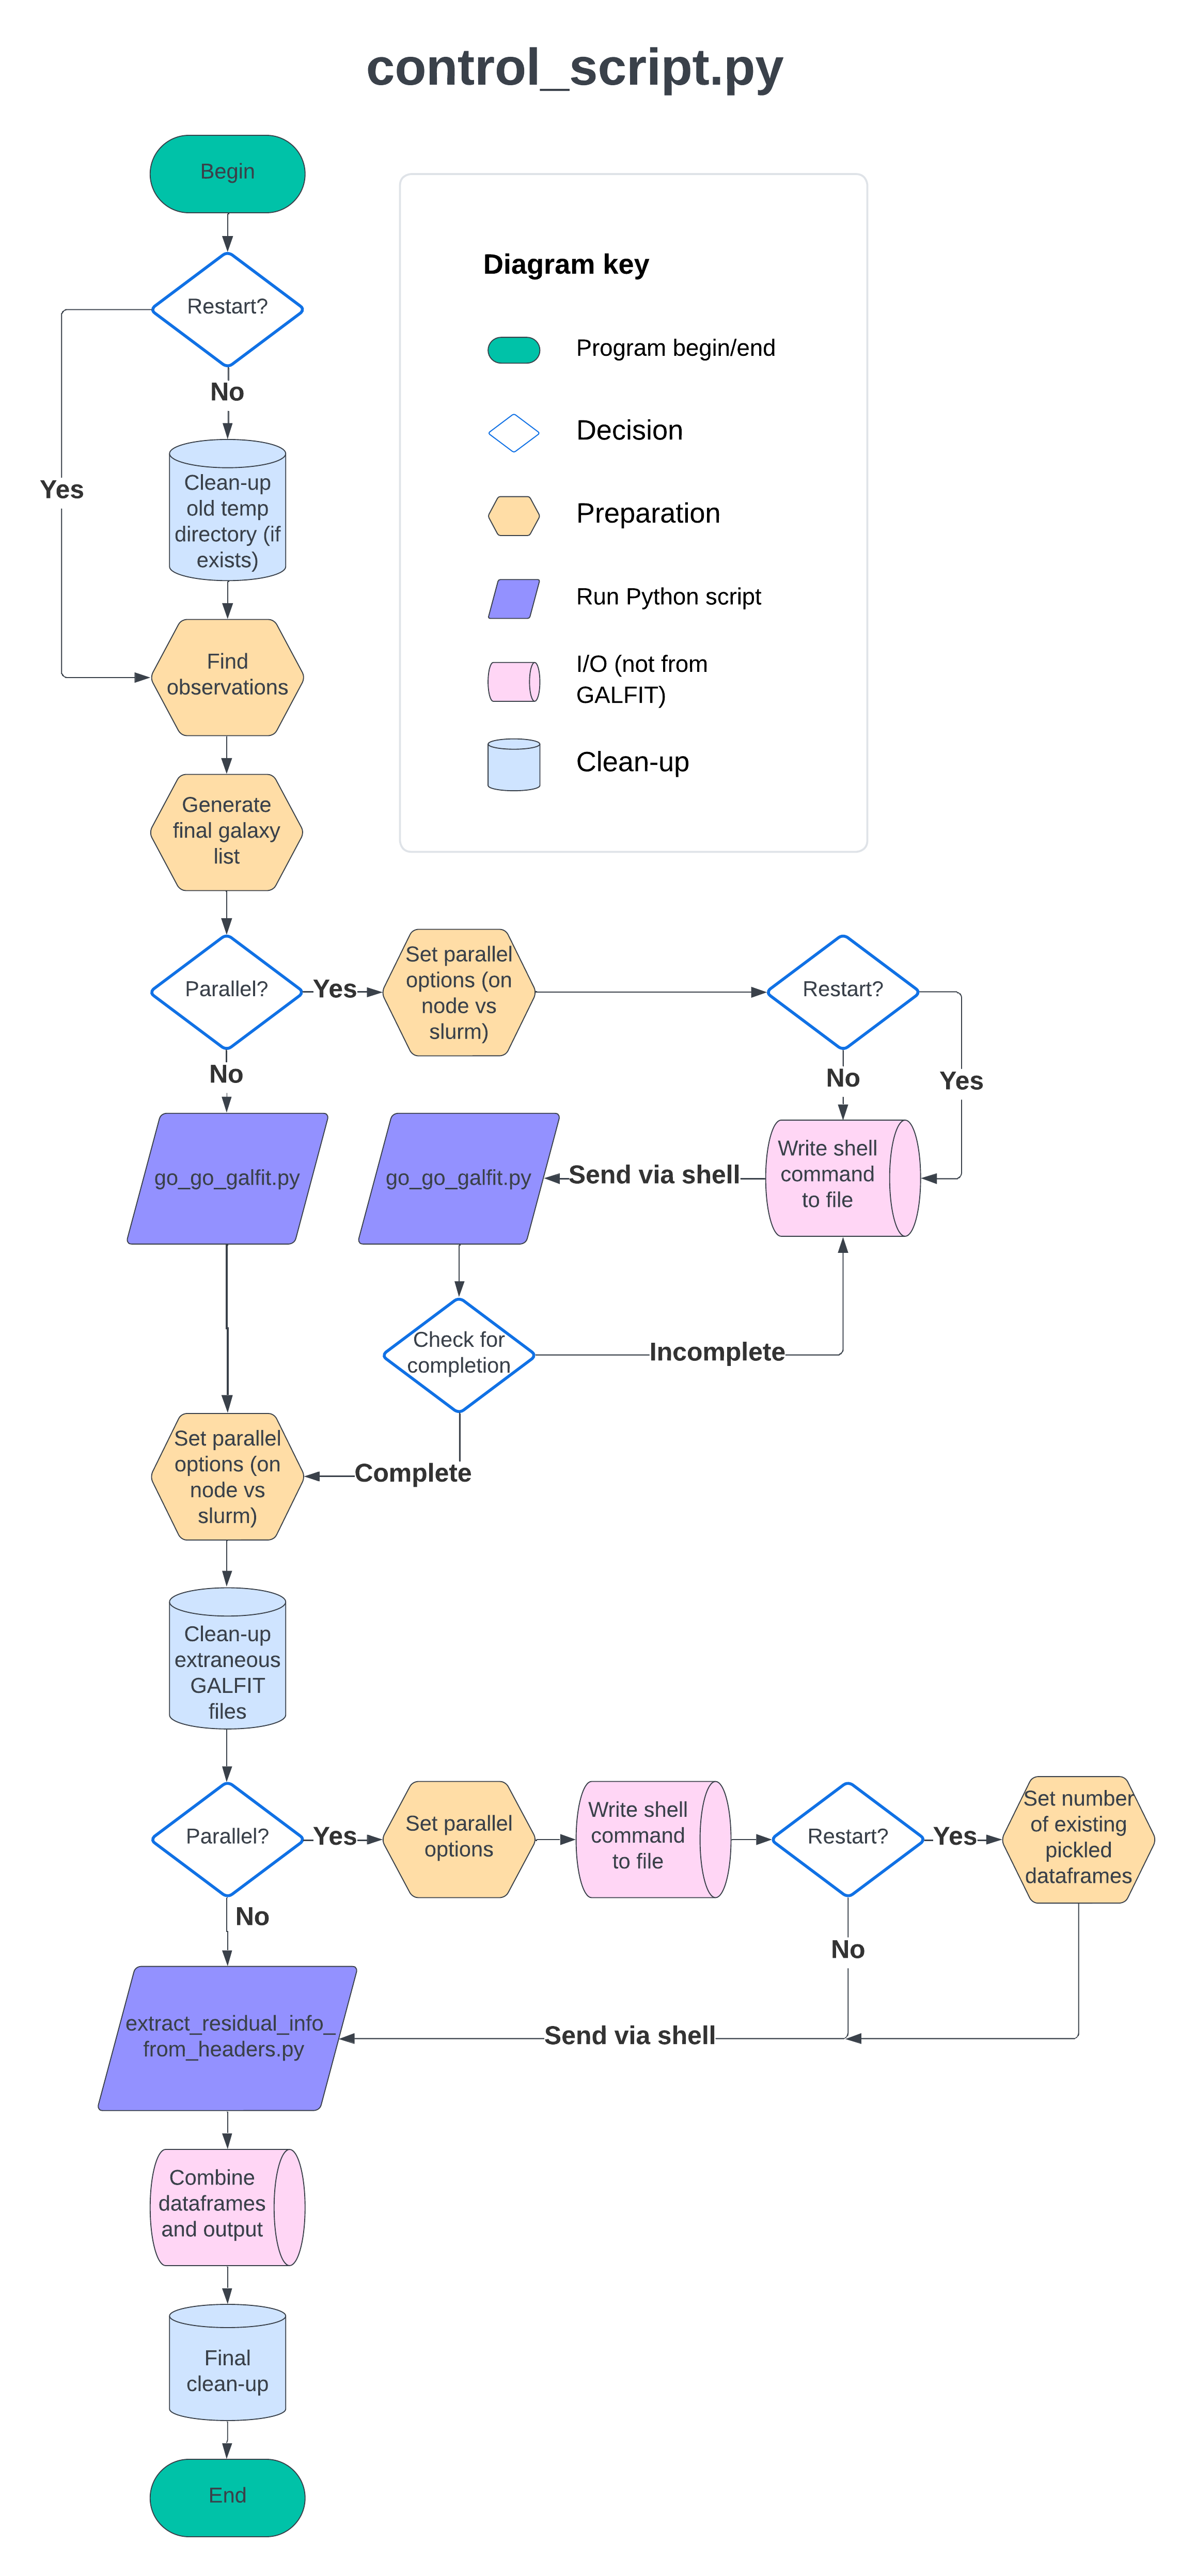 control_script.py
Begin
Diagram key
Program begin/end
Decision
Preparation
Run Python script
I/O (not from
GALFIT)
Clean-up
Restart?
No
Yes
Clean-up
old temp
directory (if
exists)
Find
observations
Generate
final galaxy
list
Parallel?
Yes
Set parallel
options (on
node vs
slurm)
Restart?
No
Yes
No
go_go_galfit.py
go_go_galfit.py
Send via shell
Write shell
command
to file
Check for
completion
Incomplete
Complete
Set parallel
options (on
node vs
slurm)
Clean-up
extraneous
GALFIT
files
Parallel?
Yes
Set parallel
options
Write shell
command
to file
Restart?
Yes
Set number
of existing
pickled
dataframes
No
No
extract_residual_info_
from_headers.py
Send via shell
Combine
dataframes
and output
Final
clean-up
End